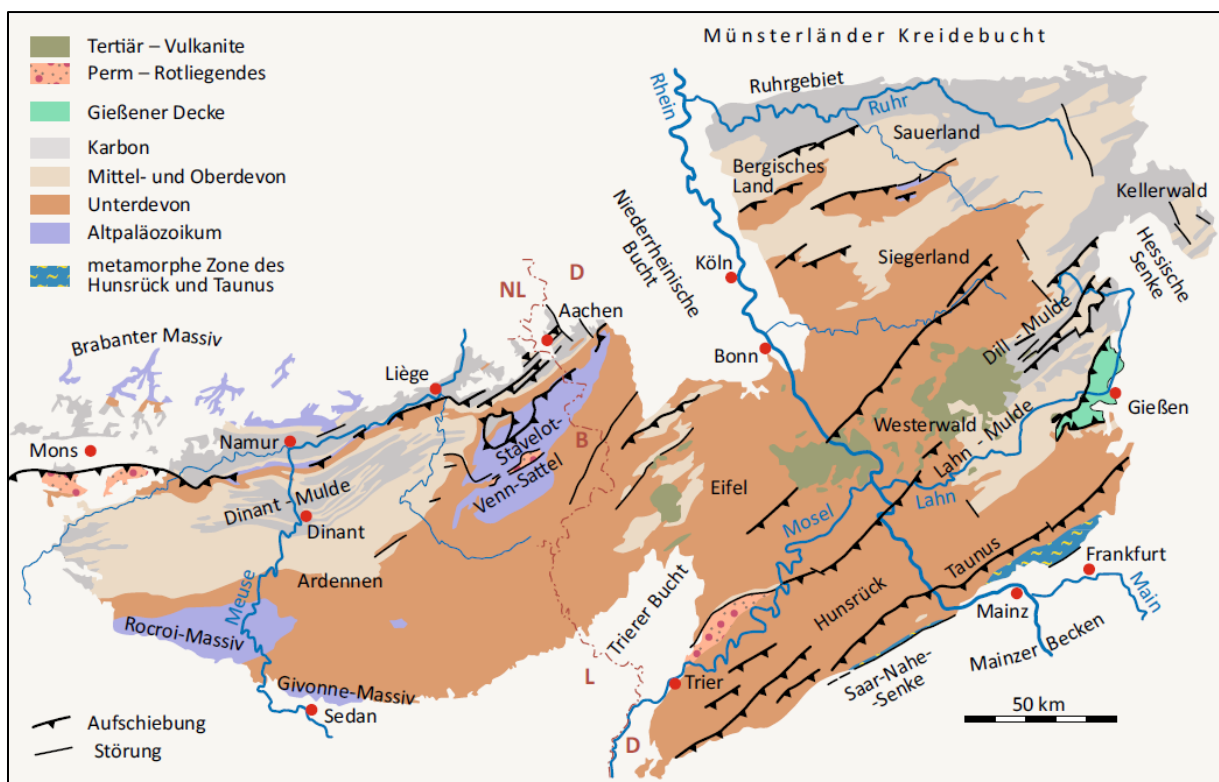 Tertiär – Vulkanite
Perm – Rotliegendes
Gießener Decke
Karbon
Mittel- und Oberdevon
Unterdevon
Altpaläozoikum
metamorphe Zone des
Hunsrück und Taunus
Münsterländer Kreidebucht
Rhein
Ruhrgebiet
Ruhr
Sauerland
Bergisches
Land
Kellerwald
Niederrheinische
Bucht
Siegerland
Hessische
Senke
Köln
D
NL
Aachen
Dill - Mulde
Brabanter Massiv
Bonn
Liège
Gießen
Westerwald
Lahn - Mulde
Mons
Namur
Stavelot-
Venn-Sattel
B
Eifel
Lahn
Dinant - Mulde
Dinant
Mosel
Ardennen
Taunus
Frankfurt
Meuse
Trierer Bucht
Hunsrück
Mainz
Main
Rocroi-Massiv
Mainzer Becken
Saar-Nahe-
-Senke
L
Trier
Givonne-Massiv
Sedan
D
50 km
Aufschiebung
Störung